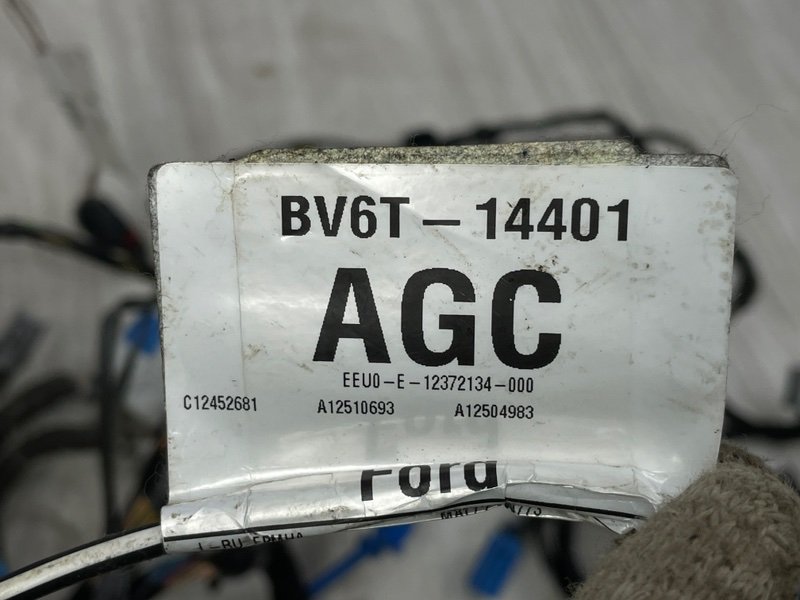 BV6T-14401
AGC
EEU0-E-12372134-000
C12452681 A12510693 A12504983
Ford